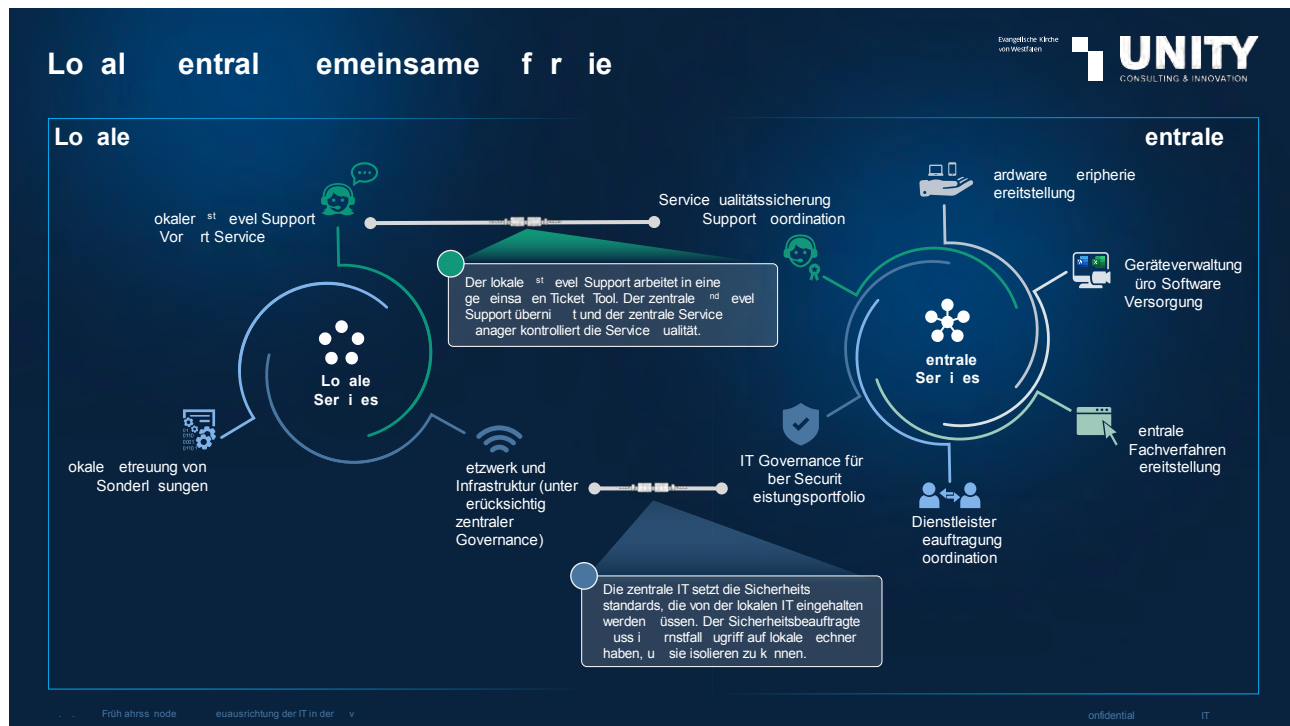 Lo al entral emeinsame f r ie
Evangelische Kirche
von Westfalen
UNITY
CONSULTING & INNOVATION
Lo ale
entrale
okaler st evel Support
Vor rt Service
Service ualitätssicherung
Support oordination
ardware eripherie
ereitstellung
Geräteverwaltung
üro Software
Versorgung
Der lokale st evel Support arbeitet in eine
ge einsa en Ticket Tool. Der zentrale nd evel
Support überni t und der zentrale Service
anager kontrolliert die Service ualität.
Lo ale
Ser i es
entrale
Ser i es
okale etreuung von
Sonderl sungen
etzwerk und
Infrastruktur (unter
erücksichtig
zentraler
Governance)
IT Governance für
ber Securit
eistungsportfolio
entrale
Fachverfahren
ereitstellung
Dienstleister
eauftragung
oordination
Die zentrale IT setzt die Sicherheits
standards, die von der lokalen IT eingehalten
werden üssen. Der Sicherheitsbeauftragte
uss i rnstfall ugriff auf lokale echner
haben, u sie isolieren zu k nnen.
. . Früh ahrss node euausrichtung der IT in der v
onfidential IT